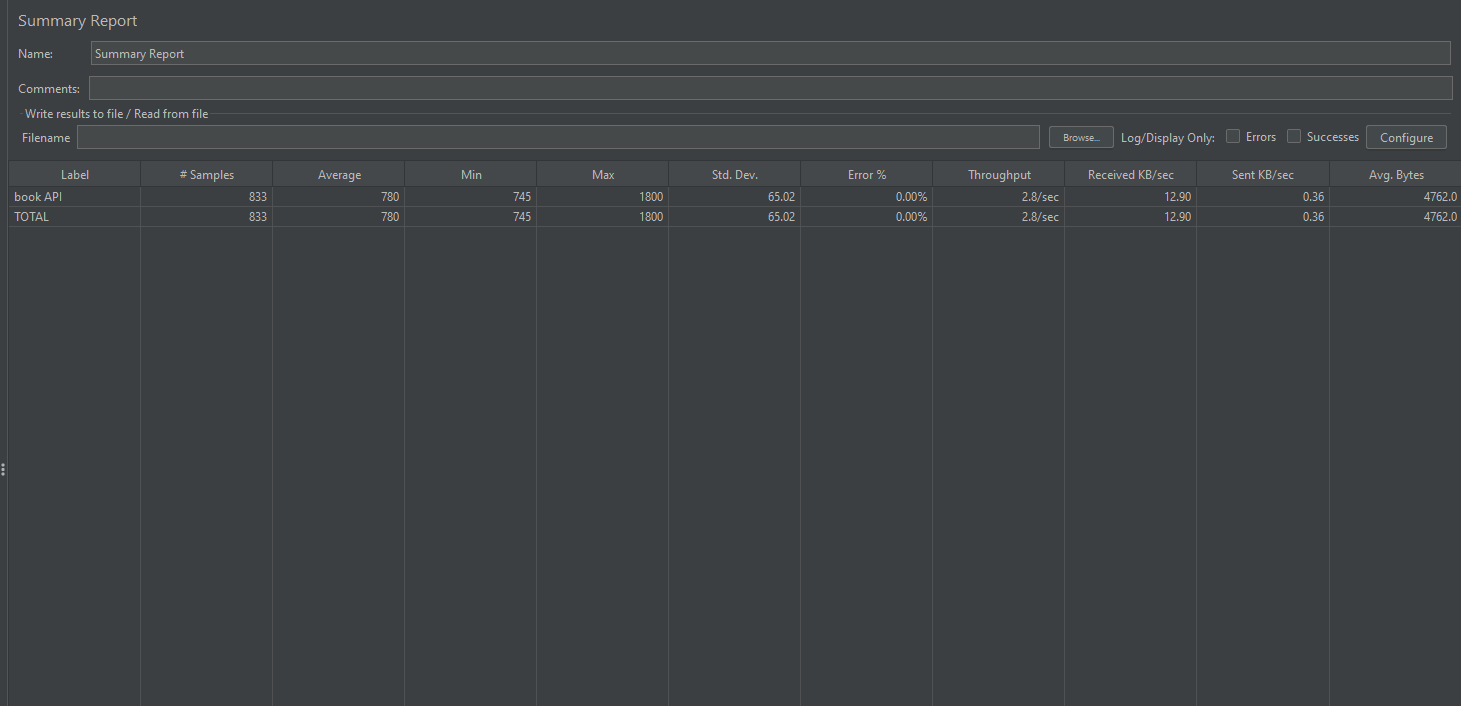 Summary Report
Name: Summary Report
Comments:
Write results to file / Read from file
Filename Browse... Log/Display Only: Errors Successes Configure
Label # Samples Average Min Max Std. Dev. Error % Throughput Received KB/sec Sent KB/sec Avg. Bytes
book API 833 780 745 1800 65.02 0.00% 2.8/sec 12.90 0.36 4762.0
TOTAL 833 780 745 1800 65.02 0.00% 2.8/sec 12.90 0.36 4762.0